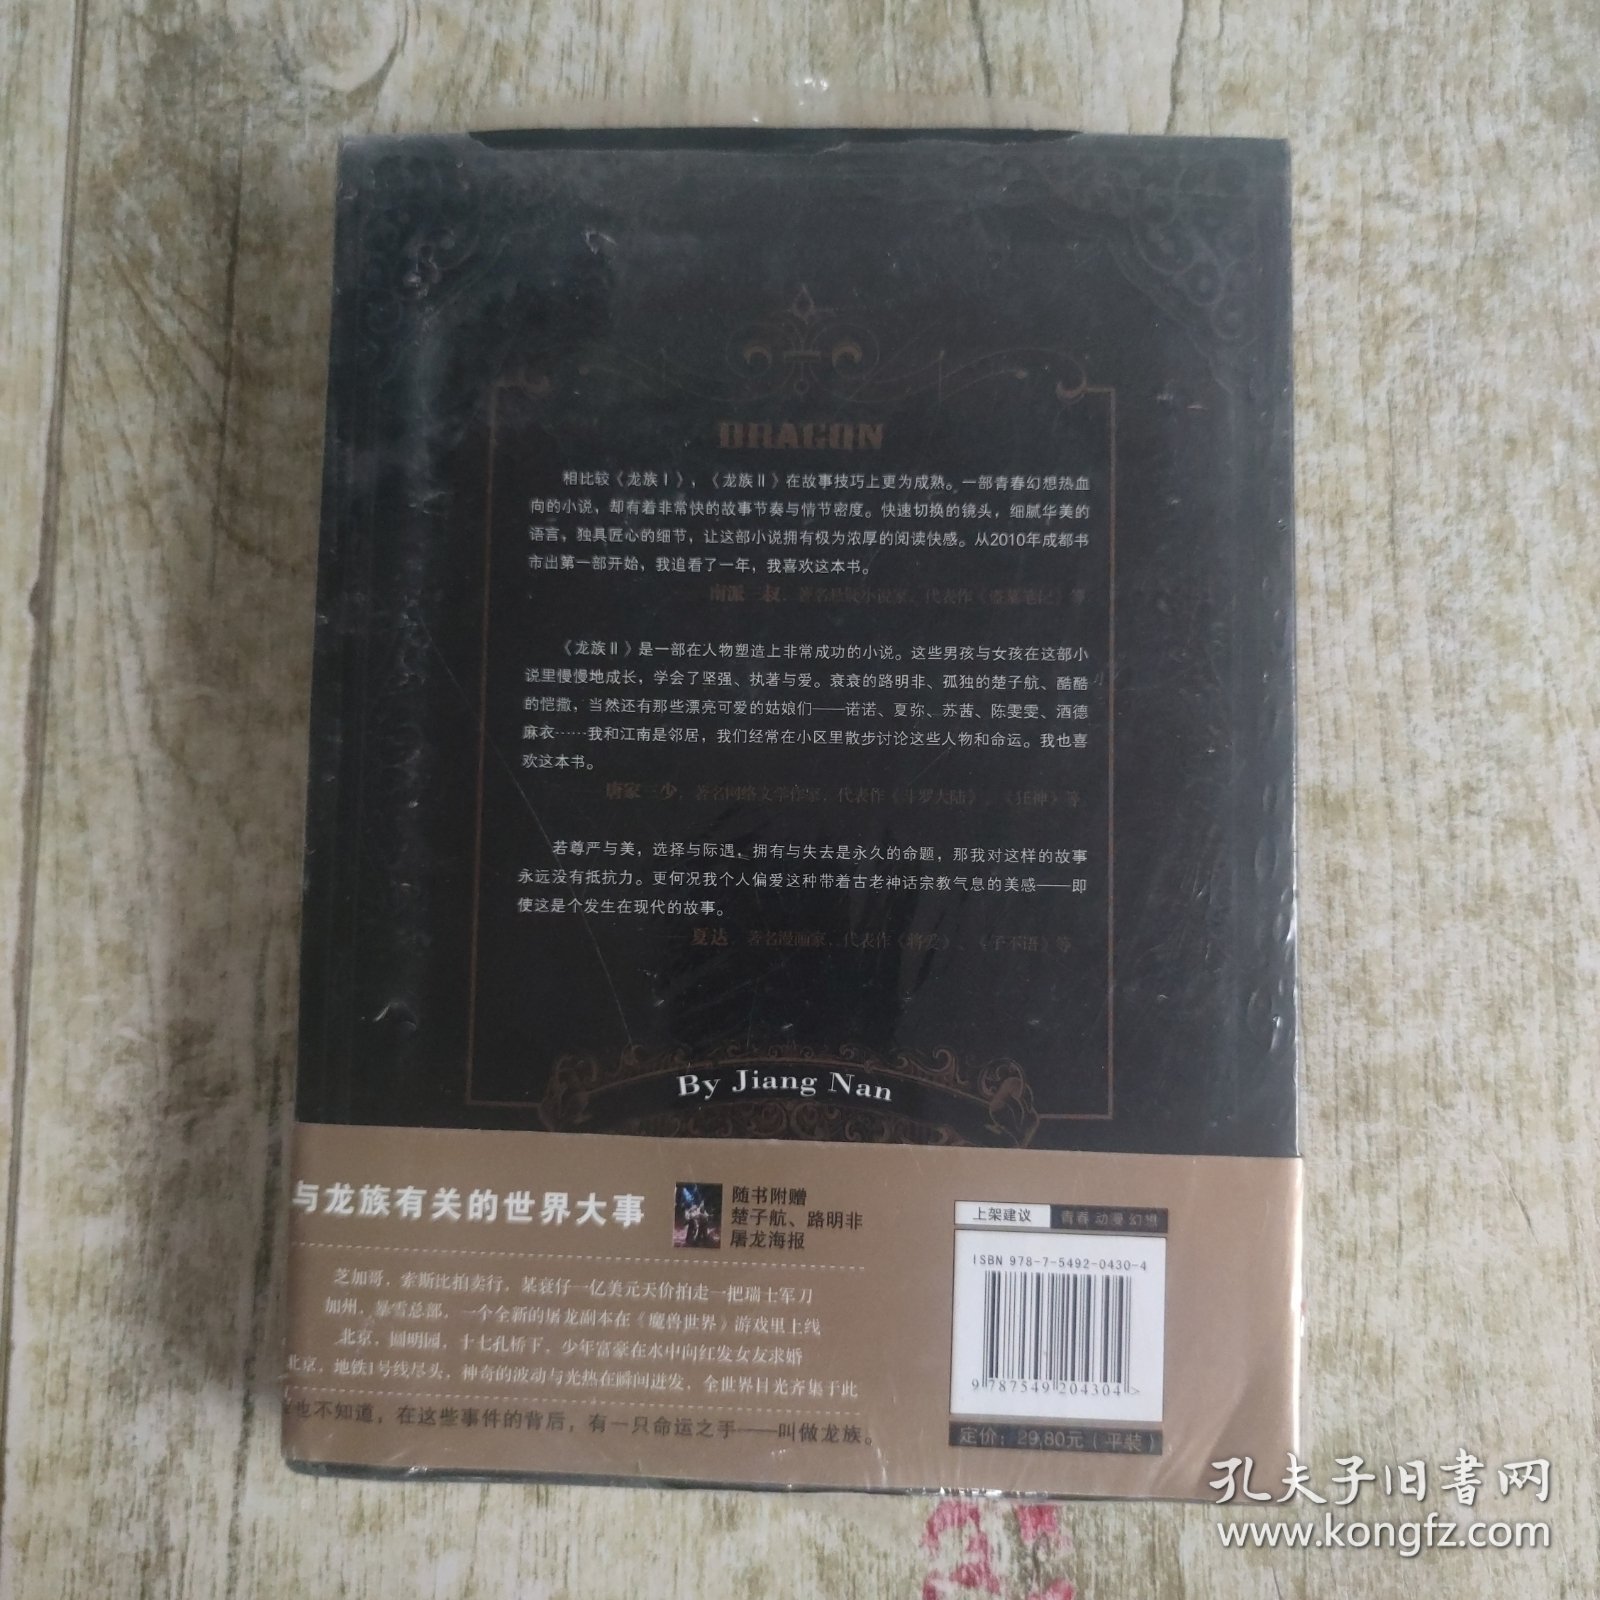 DRAGON
相比较《龙族Ⅰ》，《龙族Ⅱ》在故事技巧上更为成熟。一部青春幻想热血
向的小说，却有着非常快的故事节奏与情节密度。快速切换的镜头，细腻华美的
语言，独具匠心的细节，让这部小说拥有极为浓厚的阅读快感。从2010年成都书
市出第一部开始，我追看了一年，我喜欢这本书。
南派三叔，著名悬疑小说家，代表作《盗墓笔记》等
《龙族Ⅱ》是一部在人物塑造上非常成功的小说。这些男孩与女孩在这部小
说里慢慢地成长，学会了坚强、执著与爱。衰衰的路明非、孤独的楚子航、酷酷
的恺撒，当然还有那些漂亮可爱的姑娘们——诺诺、夏弥、苏茜、陈雯雯、酒德
麻衣……我和江南是邻居，我们经常在小区里散步讨论这些人物和命运。我也喜
欢这本书。
唐家三少，著名网络文学作家，代表作《斗罗大陆》、《狂神》等
若尊严与美，选择与际遇，拥有与失去是永久的命题，那我对这样的故事
永远没有抵抗力。更何况我个人偏爱这种带着古老神话宗教气息的美感——即
使这是个发生在现代的故事。
夏达，著名漫画家，代表作《将爱》、《子不语》等
By Jiang Nan
与龙族有关的世界大事
随书附赠
楚子航、路明非
屠龙海报
芝加哥，索斯比拍卖行，某衰仔一亿美元天价拍走一把瑞士军刀
加州，暴雪总部，一个全新的屠龙副本在《魔兽世界》游戏里上线
北京，圆明园，十七孔桥下，少年富豪在水中向红发女友求婚
北京，地铁1号线尽头，神奇的波动与光热在瞬间迸发，全世界目光齐集于此
也不知道，在这些事件的背后，有一只命运之手——叫做龙族。
上架建议 青春 动漫 幻想
ISBN 978-7-5492-0430-4
9 787549 204304 >
定价：29.80元（平装）
孔夫子旧书网
www.kongfz.com